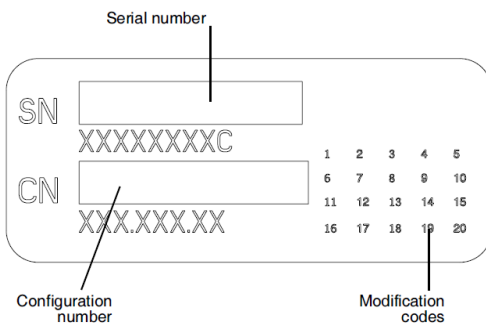 Serial number
SN
XXXXXXXXC
CN
XXX.XXX.XX
1 2 3 4 5
6 7 8 9 10
11 12 13 14 15
16 17 18 19 20
Configuration
number
Modification
codes